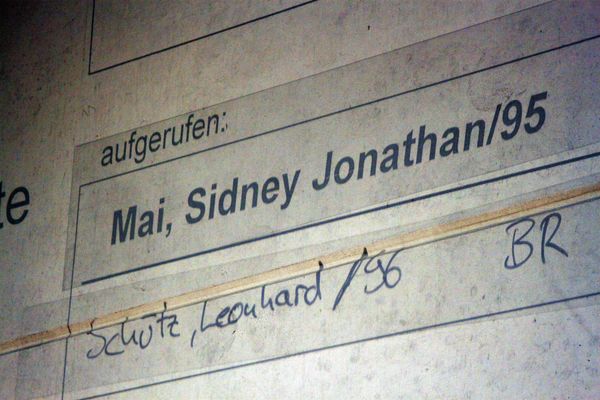 te
aufgerufen:
Mai, Sidney Jonathan/95
Schütz, Leonhard /96 BR